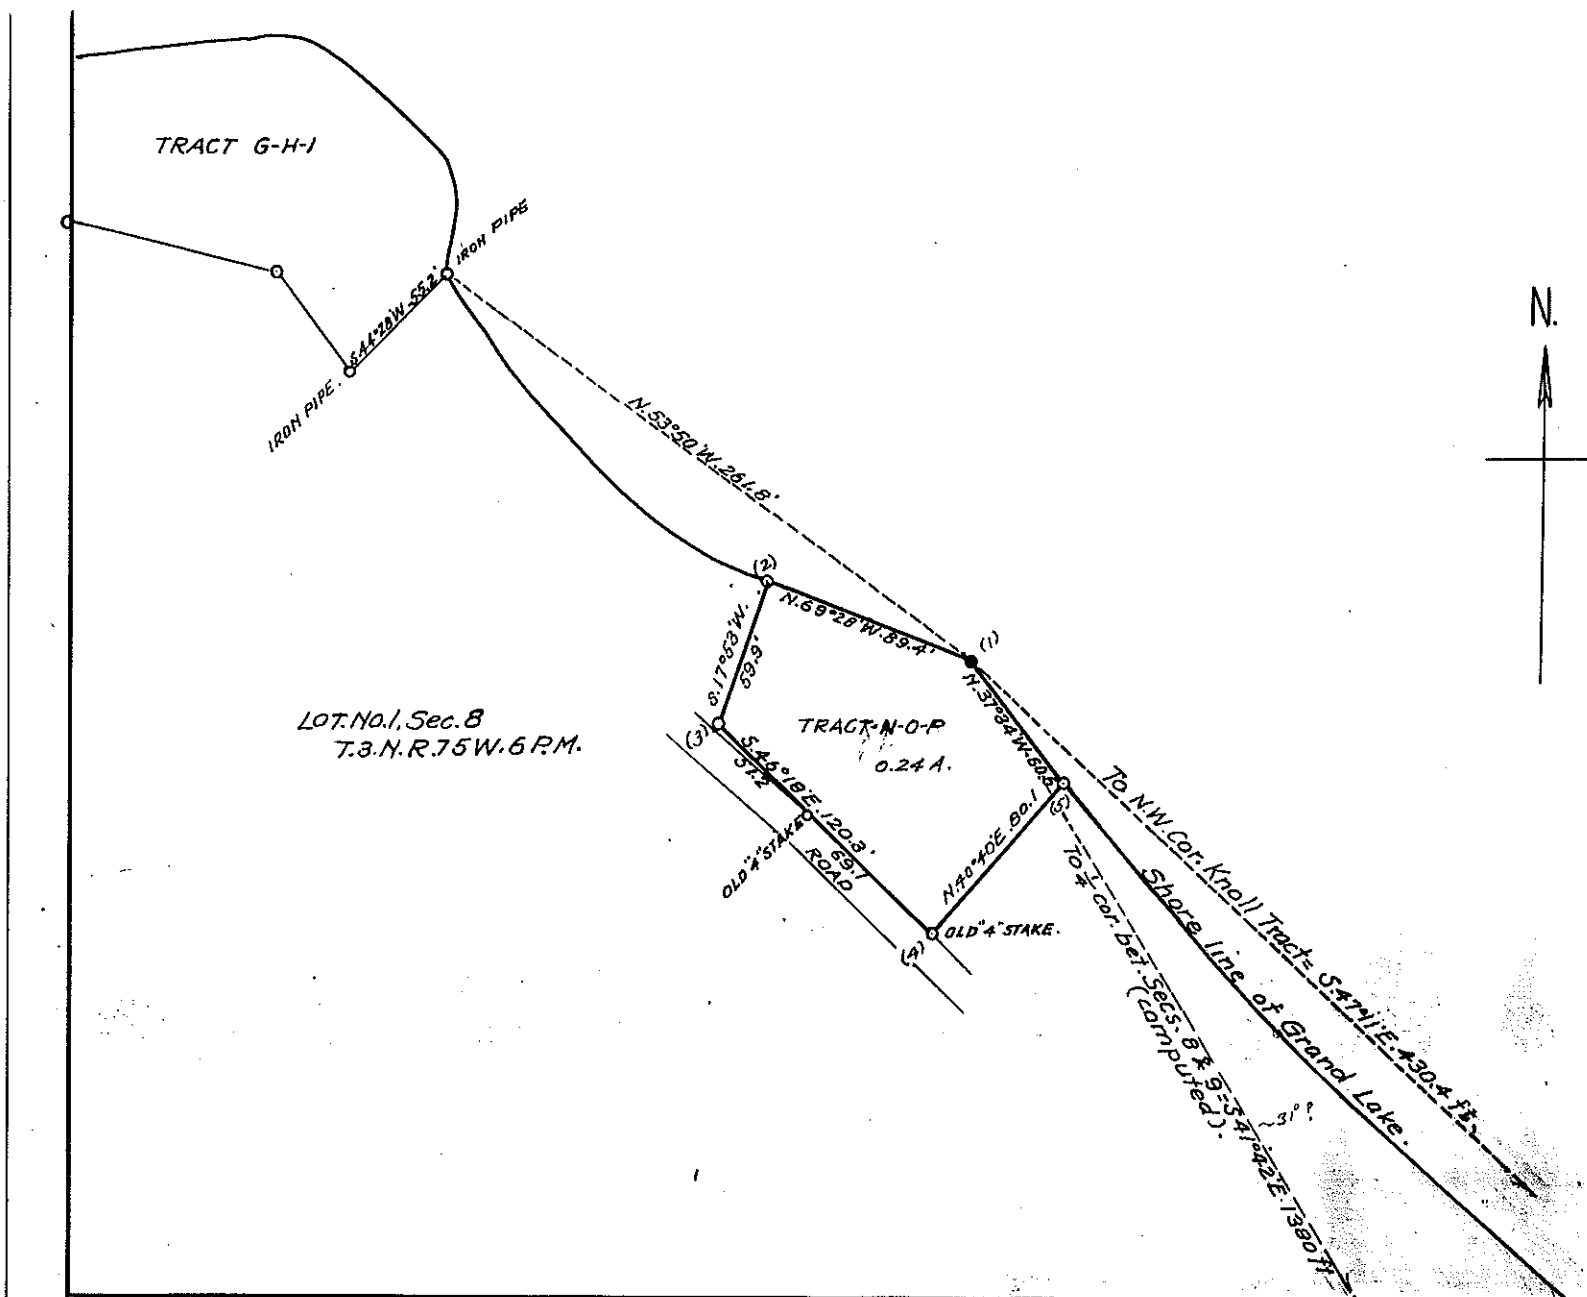 TRACT G-H-I
IRON PIPE
S.44°28'W. 55.2'
IRON PIPE.
N.
N.53°50'W.261.8'
(2)
N.69°28'W.89.4'
(1)
S.17°53'W.
59.9'
N.37°34'W.60.6
LOT.NO.1, Sec.8
T.3.N.R.75W.6P.M.
TRACT-N-O-P
0.24 A.
(3)
S.46°18'E.120.3'
51.2
69.1
OLD "4" STAKE
ROAD
N.40°40'E.80.1
(5)
(4)
OLD "4" STAKE.
To N.W. Cor. Knoll Tract= S.47°11'E.430.4 ft.
Shore line of Grand Lake.
To 1/4 cor. bet. Secs. 8 & 9=S 41°42'E.1380 ft.
(computed).
~31°?